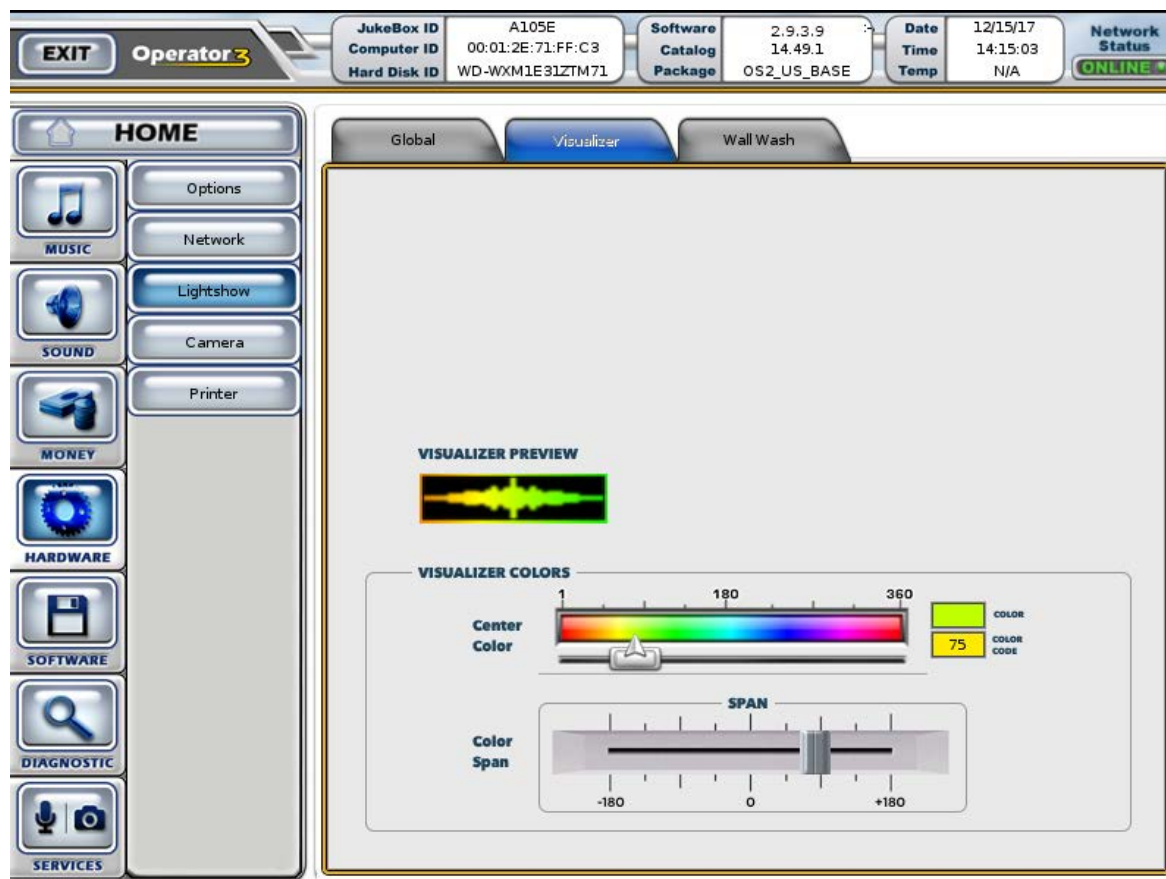 EXIT
Operator 3
JukeBox ID A105E
Computer ID 00:01:2E:71:FF:C3
Hard Disk ID WD-WXM1E31ZTM71
Software 2.9.3.9
Catalog 14.49.1
Package OS2_US_BASE
Date 12/15/17
Time 14:15:03
Temp N/A
Network
Status
ONLINE
HOME
MUSIC
SOUND
MONEY
HARDWARE
SOFTWARE
DIAGNOSTIC
SERVICES
Options
Network
Lightshow
Camera
Printer
Global Visualizer Wall Wash
VISUALIZER PREVIEW
VISUALIZER COLORS
1 180 360
Center
Color
COLOR
75 COLOR
CODE
SPAN
Color
Span
-180 0 +180